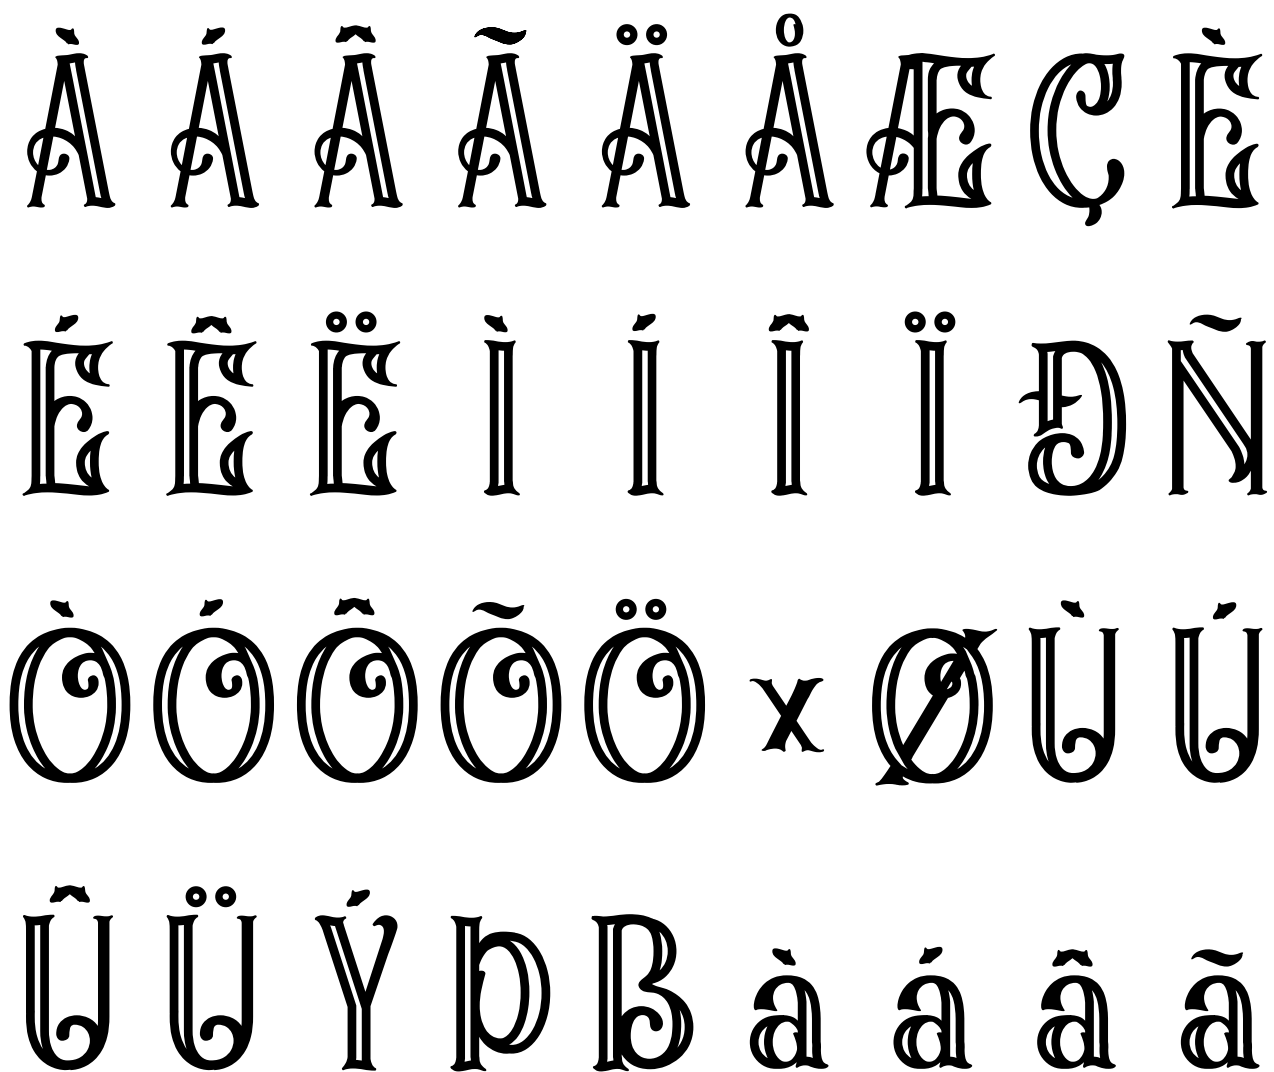 À Á Â Ã Ä Å Æ Ç È
É Ê Ë Ì Í Î Ï Ð Ñ
Ò Ó Ô Õ Ö × Ø Ù Ú
Û Ü Ý Þ ß à á â ã